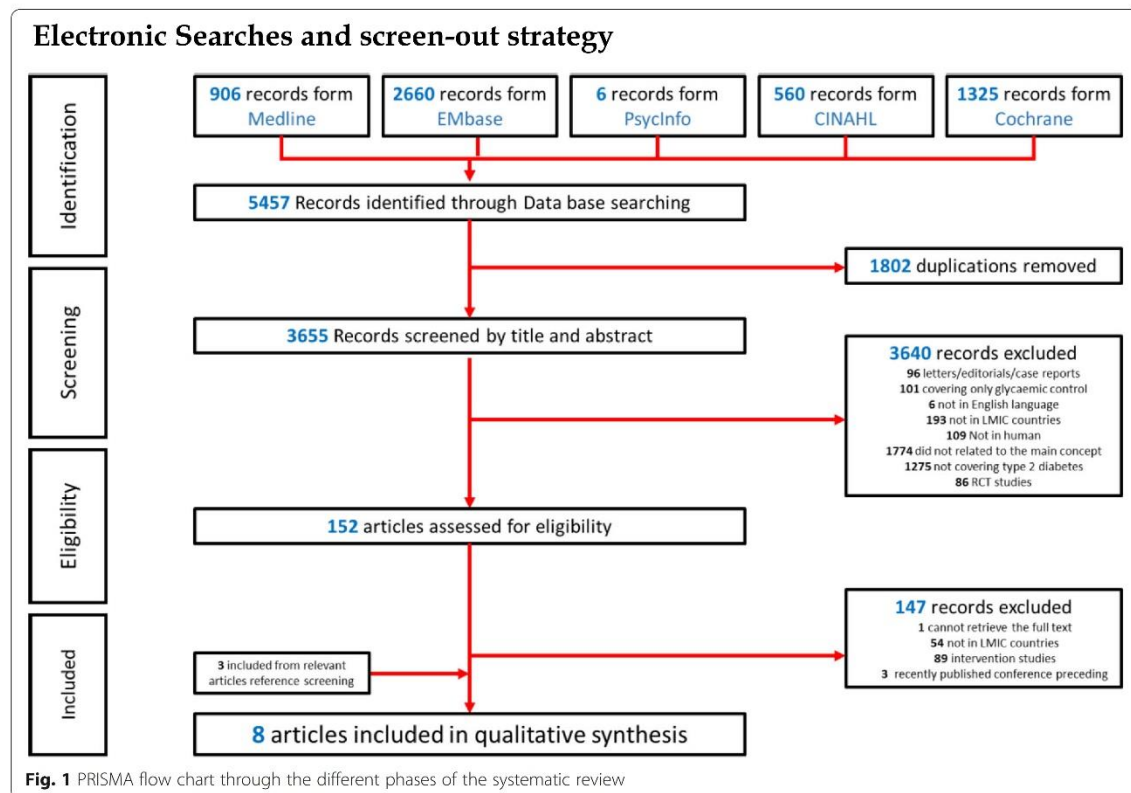 Electronic Searches and screen-out strategy
Identification
906 records form
Medline
2660 records form
EMbase
6 records form
PsycInfo
560 records form
CINAHL
1325 records form
Cochrane
5457 Records identified through Data base searching
1802 duplications removed
Screening
3655 Records screened by title and abstract
3640 records excluded
96 letters/editorials/case reports
101 covering only glycaemic control
6 not in English language
193 not in LMIC countries
109 Not in human
1774 did not related to the main concept
1275 not covering type 2 diabetes
86 RCT studies
Eligibility
152 articles assessed for eligibility
147 records excluded
1 cannot retrieve the full text
54 not in LMIC countries
89 intervention studies
3 recently published conference preceding
Included
3 included from relevant
articles reference screening
8 articles included in qualitative synthesis
Fig. 1 PRISMA flow chart through the different phases of the systematic review